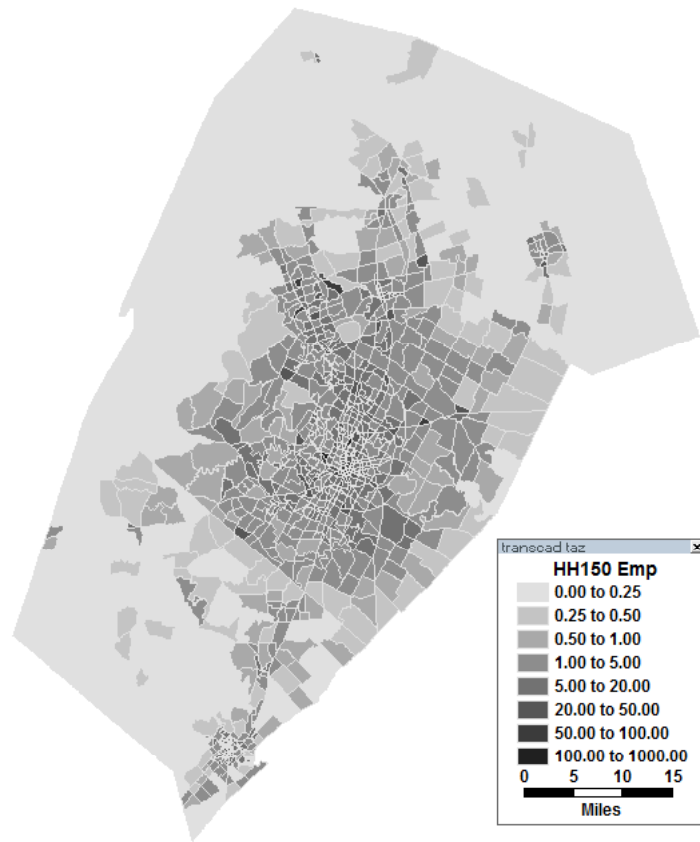 transcad taz
HH150 Emp
0.00 to 0.25
0.25 to 0.50
0.50 to 1.00
1.00 to 5.00
5.00 to 20.00
20.00 to 50.00
50.00 to 100.00
100.00 to 1000.00
0 5 10 15
Miles